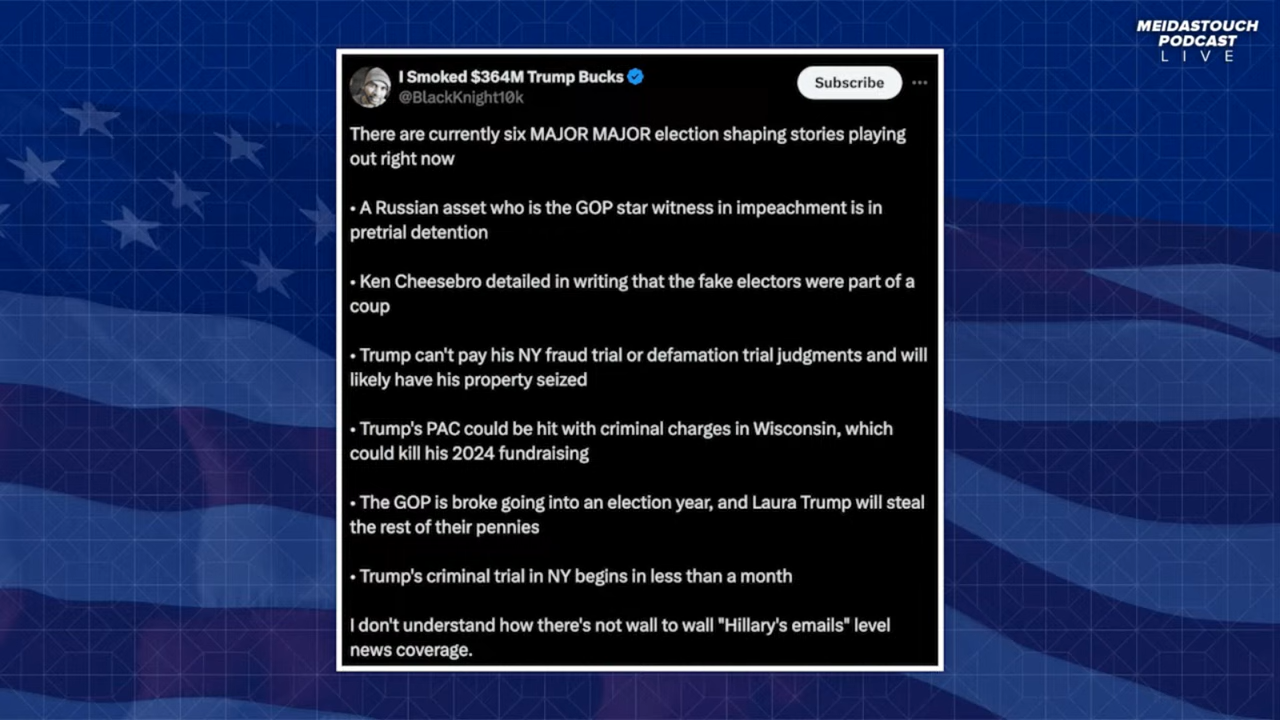 MEIDASTOUCH
PODCAST
LIVE
I Smoked $364M Trump Bucks
@BlackKnight10k
Subscribe
There are currently six MAJOR MAJOR election shaping stories playing
out right now
• A Russian asset who is the GOP star witness in impeachment is in
pretrial detention
• Ken Cheesebro detailed in writing that the fake electors were part of a
coup
• Trump can't pay his NY fraud trial or defamation trial judgments and will
likely have his property seized
• Trump's PAC could be hit with criminal charges in Wisconsin, which
could kill his 2024 fundraising
• The GOP is broke going into an election year, and Laura Trump will steal
the rest of their pennies
• Trump's criminal trial in NY begins in less than a month
I don't understand how there's not wall to wall "Hillary's emails" level
news coverage.